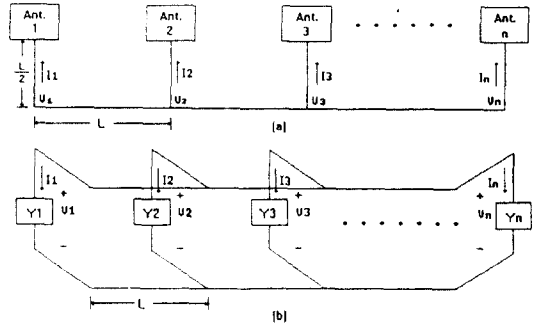 Ant. 1
Ant. 2
Ant. 3
Ant. n
L/2
I1
I2
I3
In
V1
V2
V3
Vn
L
(a)
I1
I2
I3
In
+
+
+
+
Y1
V1
Y2
V2
Y3
V3
Vn
Yn
–
–
–
–
L
(b)